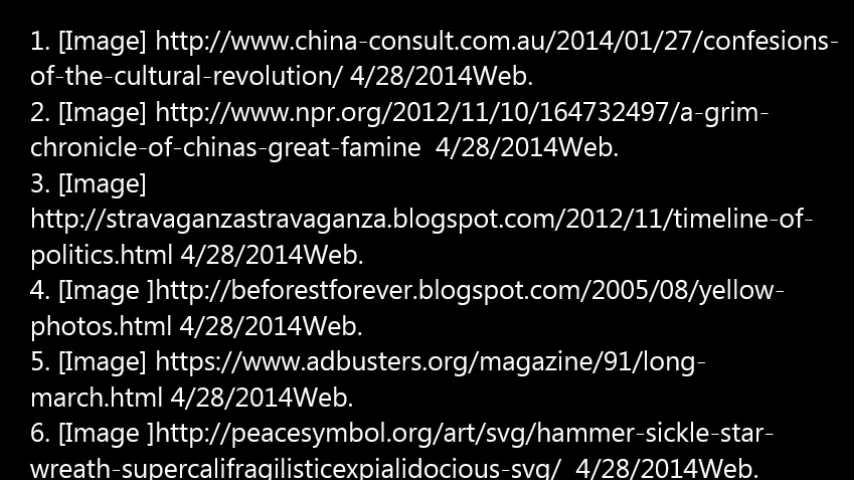 1. [Image] http://www.china-consult.com.au/2014/01/27/confesions-
of-the-cultural-revolution/ 4/28/2014Web.
2. [Image] http://www.npr.org/2012/11/10/164732497/a-grim-
chronicle-of-chinas-great-famine  4/28/2014Web.
3. [Image]
http://stravaganzastravaganza.blogspot.com/2012/11/timeline-of-
politics.html 4/28/2014Web.
4. [Image ]http://beforestforever.blogspot.com/2005/08/yellow-
photos.html 4/28/2014Web.
5. [Image] https://www.adbusters.org/magazine/91/long-
march.html 4/28/2014Web.
6. [Image ]http://peacesymbol.org/art/svg/hammer-sickle-star-
wreath-supercalifragilisticexpialidocious-svg/  4/28/2014Web.